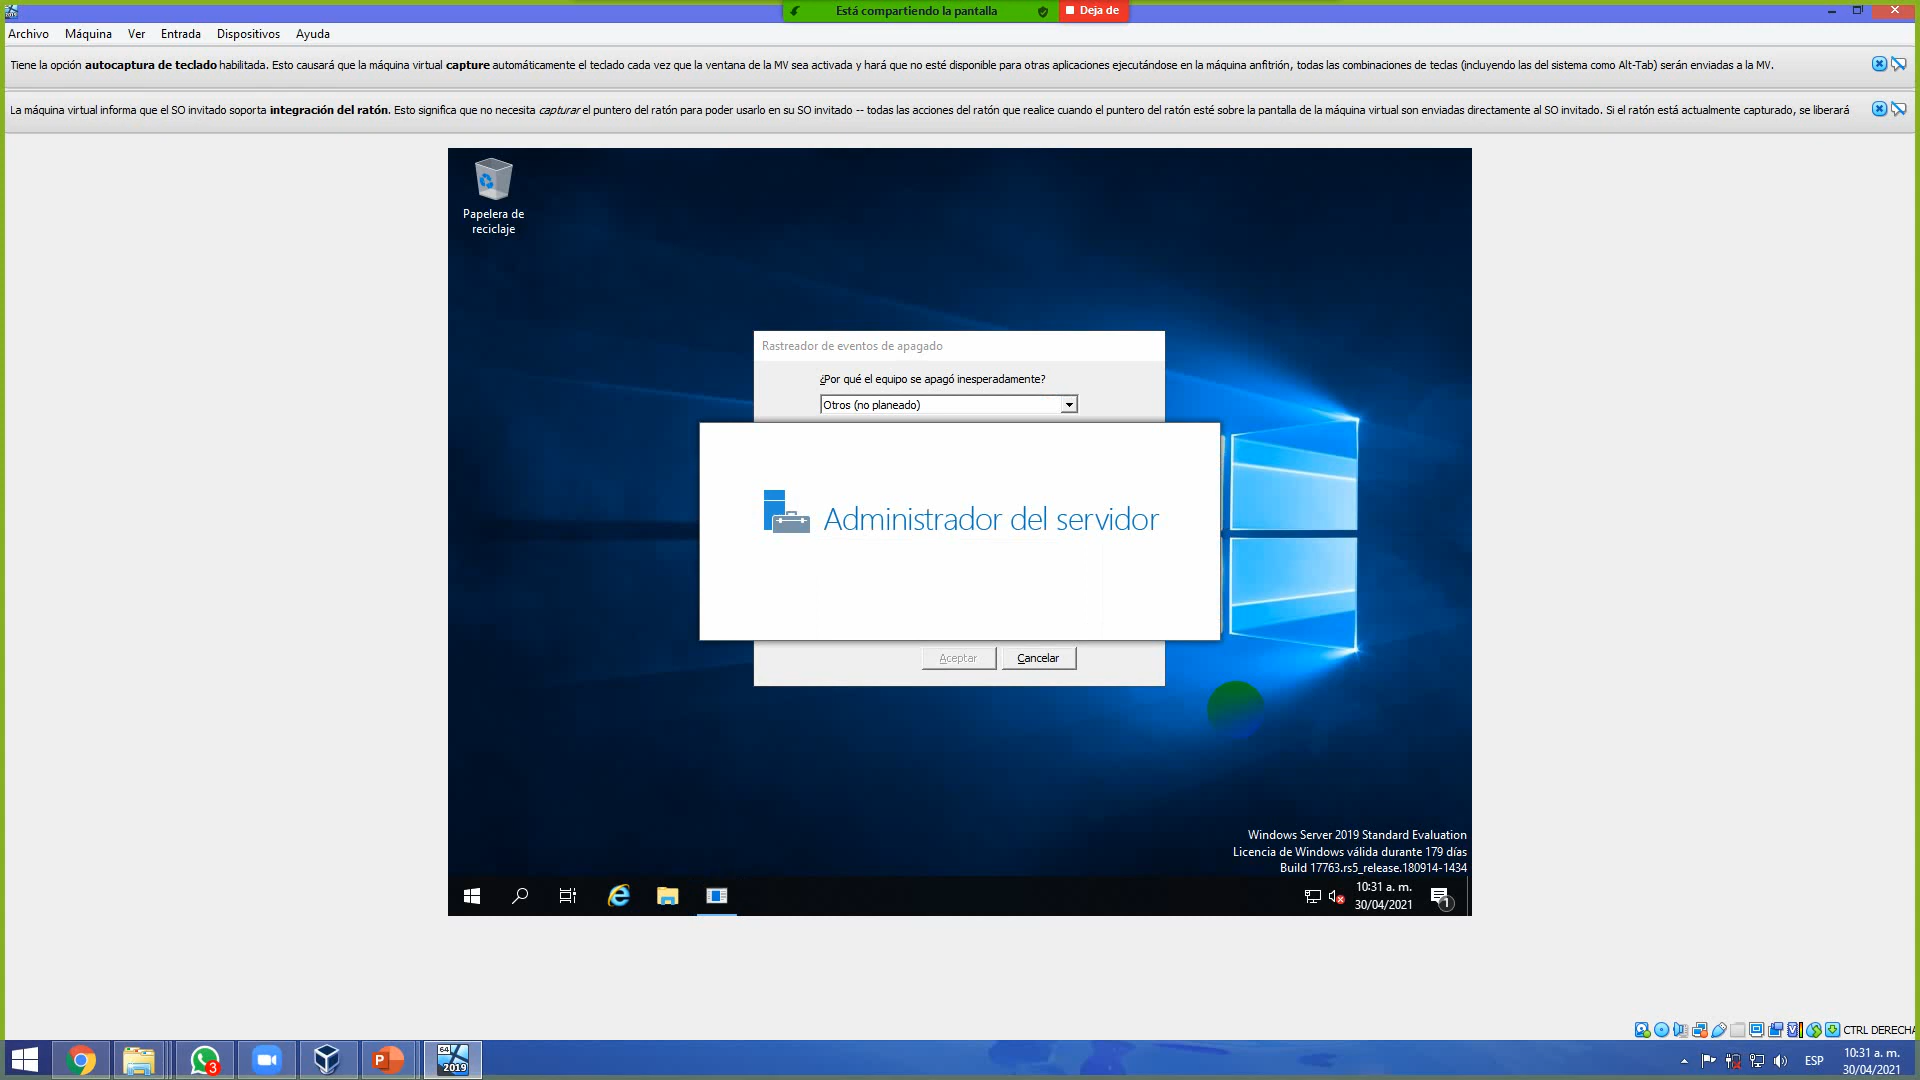 Está compartiendo la pantalla
Deja de
Archivo Máquina Ver Entrada Dispositivos Ayuda
Tiene la opción autocaptura de teclado habilitada. Esto causará que la máquina virtual capture automáticamente el teclado cada vez que la ventana de la MV sea activada y hará que no esté disponible para otras aplicaciones ejecutándose en la máquina anfitrión, todas las combinaciones de teclas (incluyendo las del sistema como Alt-Tab) serán enviadas a la MV.
La máquina virtual informa que el SO invitado soporta integración del ratón. Esto significa que no necesita capturar el puntero del ratón para poder usarlo en su SO invitado -- todas las acciones del ratón que realice cuando el puntero del ratón esté sobre la pantalla de la máquina virtual son enviadas directamente al SO invitado. Si el ratón está actualmente capturado, se liberará
Papelera de
reciclaje
Rastreador de eventos de apagado
¿Por qué el equipo se apagó inesperadamente?
Otros (no planeado)
Administrador del servidor
Aceptar Cancelar
Windows Server 2019 Standard Evaluation
Licencia de Windows válida durante 179 días
Build 17763.rs5_release.180914-1434
10:31 a. m.
30/04/2021
1
CTRL DERECHA
3
64
2019
ESP
10:31 a. m.
30/04/2021